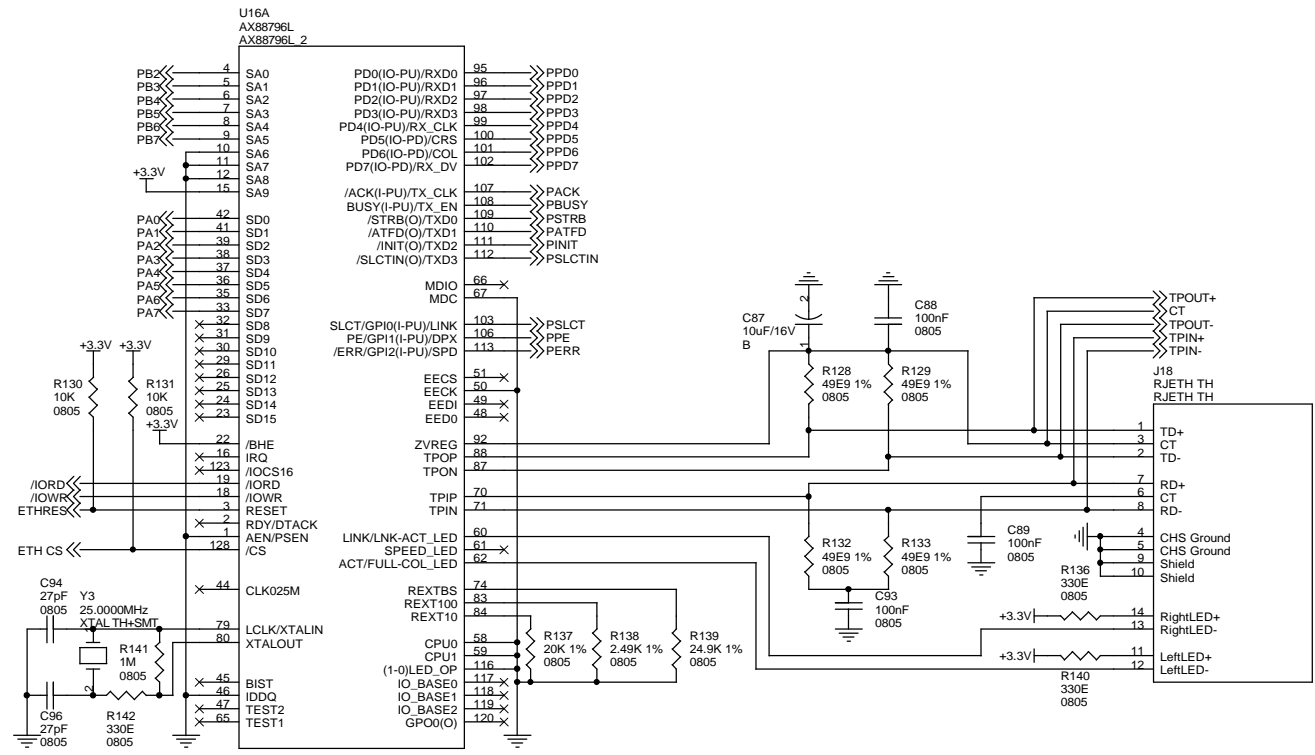 U16A
AX88796L
AX88796L_2
PB2 4 SA0
PB3 5 SA1
PB4 6 SA2
PB5 7 SA3
PB6 8 SA4
PB7 9 SA5
10 SA6
11 SA7
12 SA8
+3.3V 15 SA9
PA0 42 SD0
PA1 41 SD1
PA2 39 SD2
PA3 38 SD3
PA4 37 SD4
PA5 36 SD5
PA6 35 SD6
PA7 33 SD7
32 SD8
31 SD9
30 SD10
29 SD11
26 SD12
25 SD13
24 SD14
23 SD15
+3.3V +3.3V
R130
10K
0805
R131
10K
0805
+3.3V
22 /BHE
16 IRQ
123 /IOCS16
/IORD 19 /IORD
/IOWR 18 /IOWR
ETHRES 3 RESET
2 RDY/DTACK
1 AEN/PSEN
ETH CS 128 /CS
44 CLK025M
79 LCLK/XTALIN
80 XTALOUT
45 BIST
46 IDDQ
47 TEST2
65 TEST1
C94
27pF
0805
Y3
25.0000MHz
XTAL TH+SMT
R141
1M
0805
2
C96
27pF
0805
R142
330E
0805
PD0(IO-PU)/RXD0 95 PPD0
PD1(IO-PU)/RXD1 96 PPD1
PD2(IO-PU)/RXD2 97 PPD2
PD3(IO-PU)/RXD3 98 PPD3
PD4(IO-PU)/RX_CLK 99 PPD4
PD5(IO-PD)/CRS 100 PPD5
PD6(IO-PD)/COL 101 PPD6
PD7(IO-PD)/RX_DV 102 PPD7
/ACK(I-PU)/TX_CLK 107 PACK
BUSY(I-PU)/TX_EN 108 PBUSY
/STRB(O)/TXD0 109 PSTRB
/ATFD(O)/TXD1 110 PATFD
/INIT(O)/TXD2 111 PINIT
/SLCTIN(O)/TXD3 112 PSLCTIN
MDIO 66
MDC 67
SLCT/GPI0(I-PU)/LINK 103 PSLCT
PE/GPI1(I-PU)/DPX 106 PPE
/ERR/GPI2(I-PU)/SPD 113 PERR
EECS 51
EECK 50
EEDI 49
EED0 48
ZVREG 92
TPOP 88
TPON 87
TPIP 70
TPIN 71
LINK/LNK-ACT_LED 60
SPEED_LED 61
ACT/FULL-COL_LED 62
REXTBS 74
REXT100 83
REXT10 84
CPU0 58
CPU1 59
(1-0)LED_OP 116
IO_BASE0 117
IO_BASE1 118
IO_BASE2 119
GPO0(O) 120
R137
20K 1%
0805
R138
2.49K 1%
0805
R139
24.9K 1%
0805
C87
10uF/16V
B
2
1
C88
100nF
0805
R128
49E9 1%
0805
R129
49E9 1%
0805
R132
49E9 1%
0805
R133
49E9 1%
0805
C93
100nF
0805
C89
100nF
0805
TPOUT+
CT
TPOUT-
TPIN+
TPIN-
J18
RJETH TH
RJETH TH
1 TD+
3 CT
2 TD-
7 RD+
6 CT
8 RD-
4 CHS Ground
5 CHS Ground
9 Shield
10 Shield
R136
330E
0805
+3.3V 14 RightLED+
13 RightLED-
+3.3V 11 LeftLED+
12 LeftLED-
R140
330E
0805